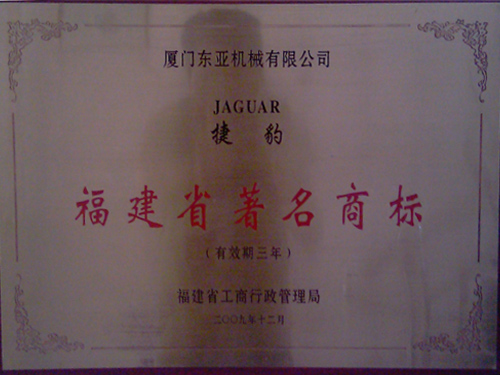 厦门东亚机械有限公司
JAGUAR
捷豹
福建省著名商标
(有效期三年)
福建省工商行政管理局
二〇〇九年十二月